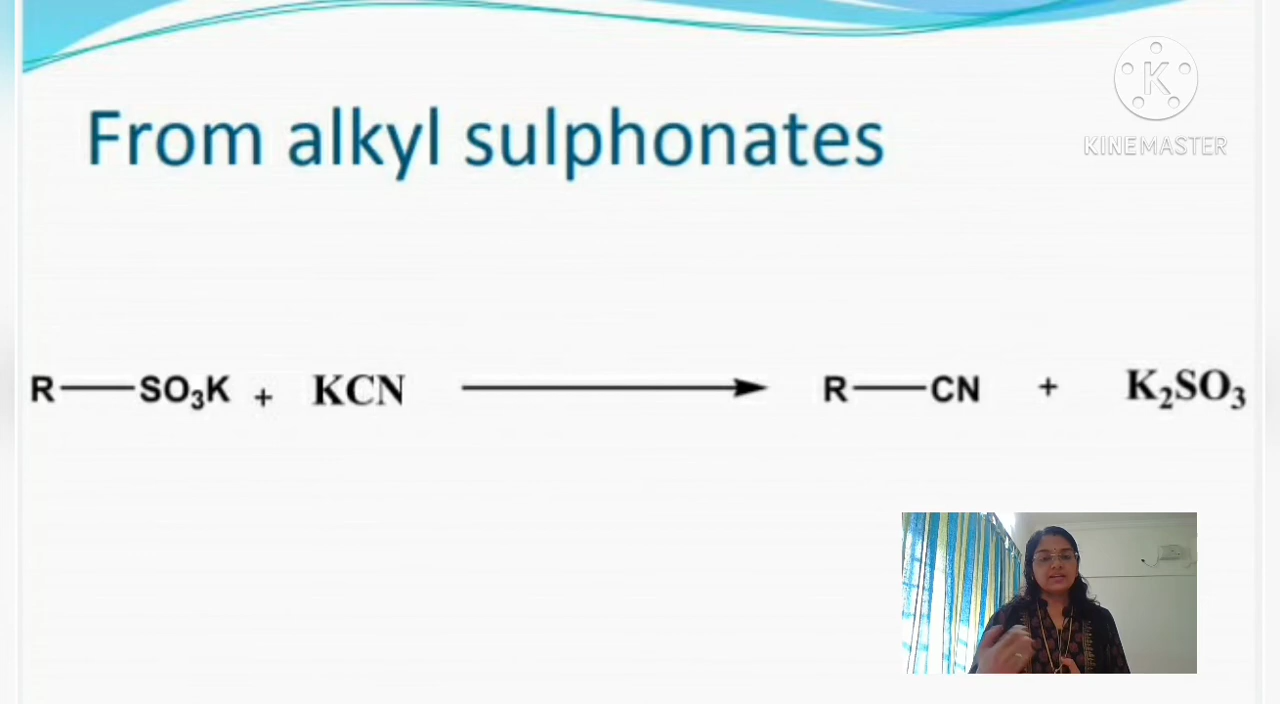 From alkyl sulphonates
K
KINEMASTER
R—SO₃K + KCN ⟶ R—CN + K₂SO₃